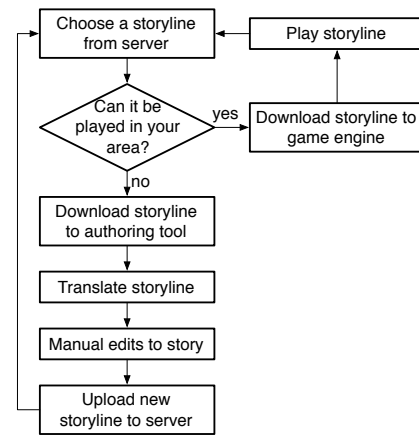 Choose a storyline
from server
Play storyline
Can it be
played in your
area?
yes
Download storyline to
game engine
no
Download storyline
to authoring tool
Translate storyline
Manual edits to story
Upload new
storyline to server